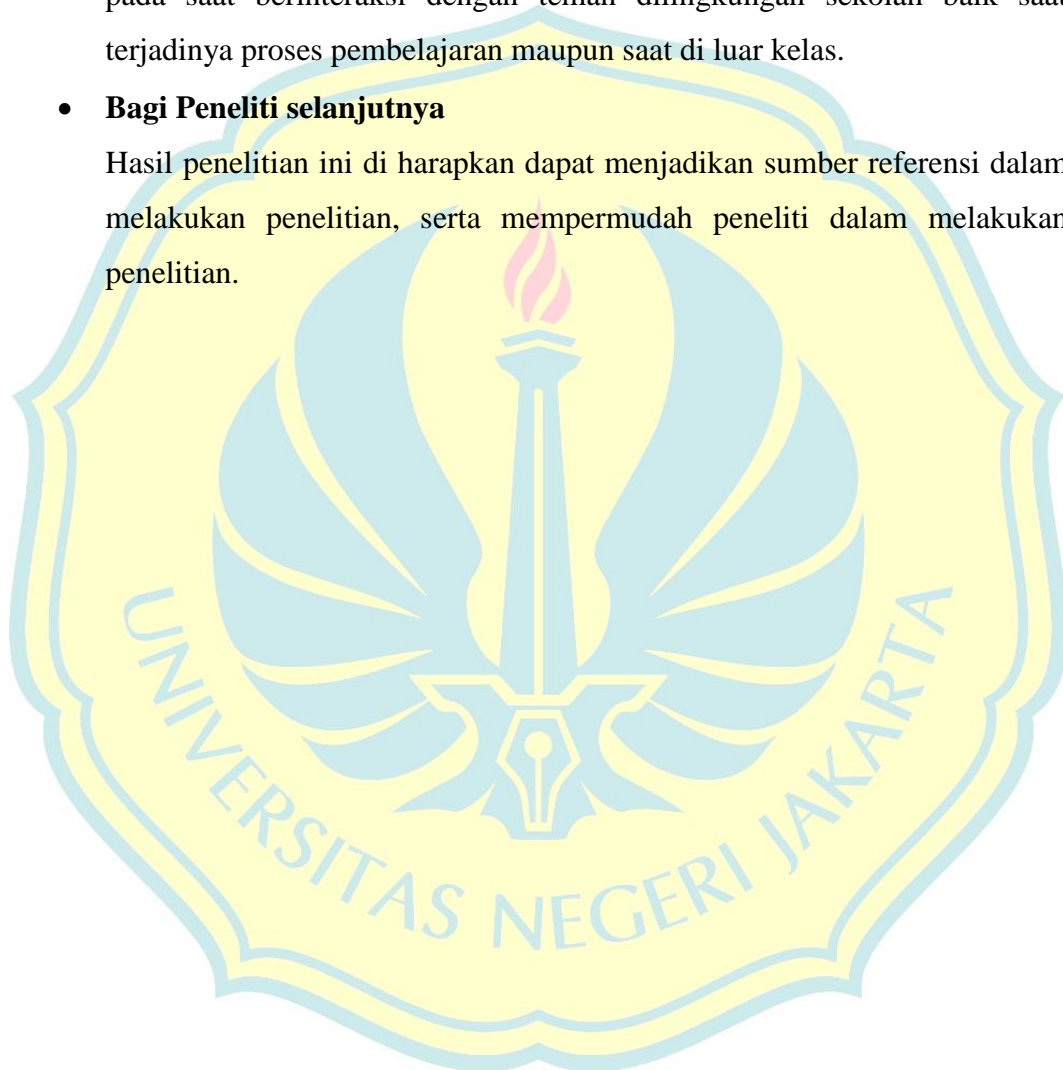 pada saat berinteraksi dengan teman dilingkungan sekolah baik saat
terjadinya proses pembelajaran maupun saat di luar kelas.
• Bagi Peneliti selanjutnya
Hasil penelitian ini di harapkan dapat menjadikan sumber referensi dalam
melakukan penelitian, serta mempermudah peneliti dalam melakukan
penelitian.
UNIVERSITAS NEGERI JAKARTA